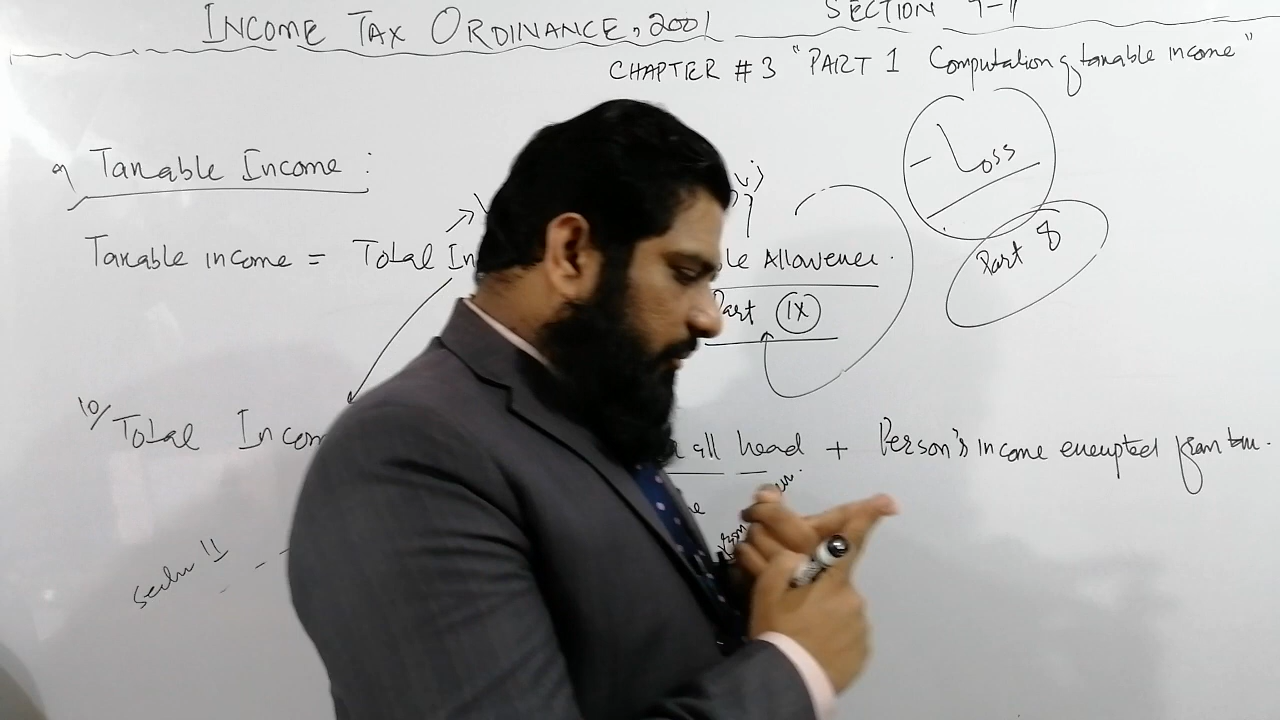 INCOME TAX ORDINANCE, 2001 SECTION 9-11
CHAPTER # 3 "PART 1 Computation of taxable income"
9 Taxable Income :
- Loss
Part 8
Taxable income = Total In le Allowence.
Part IX
10/ Total Incom all head + Person's income exempted from tax.
Section 11